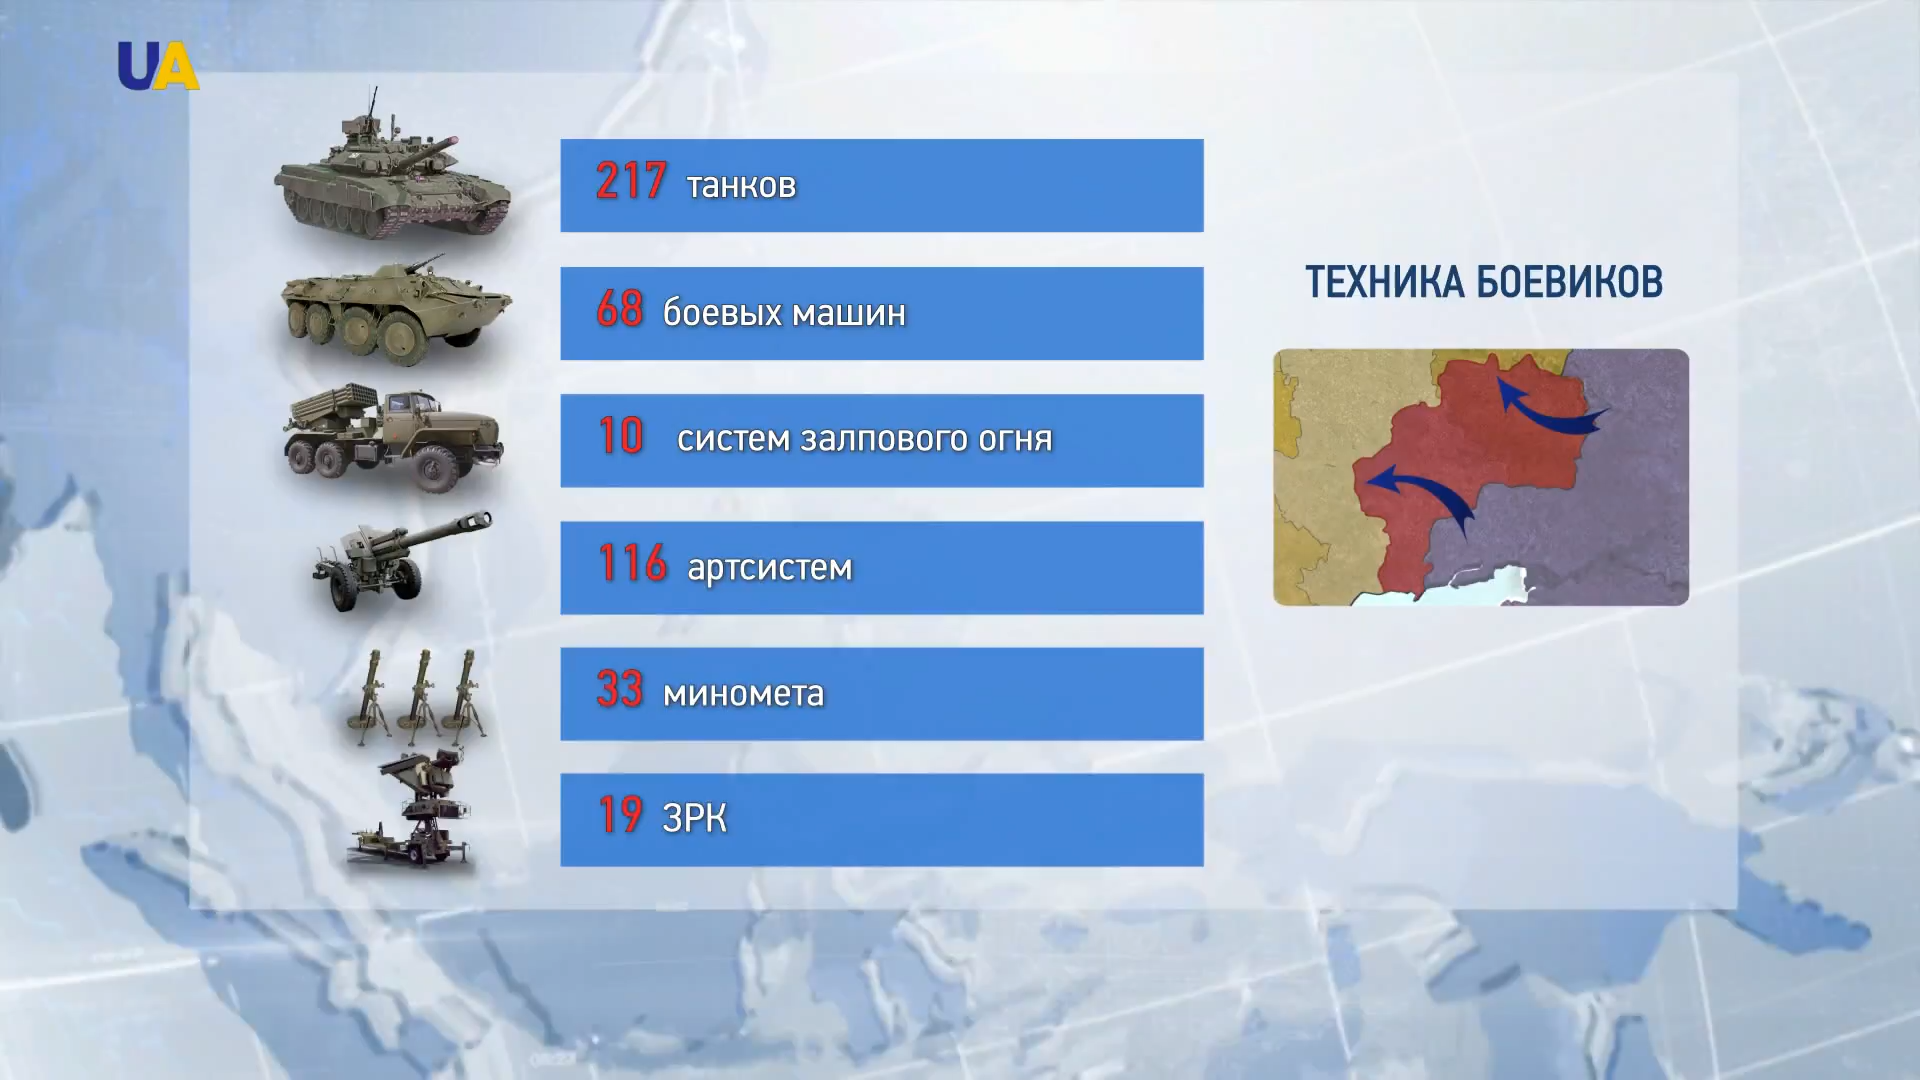 UA
217 танков
68 боевых машин
10 систем залпового огня
116 артсистем
33 миномета
19 ЗРК
ТЕХНИКА БОЕВИКОВ